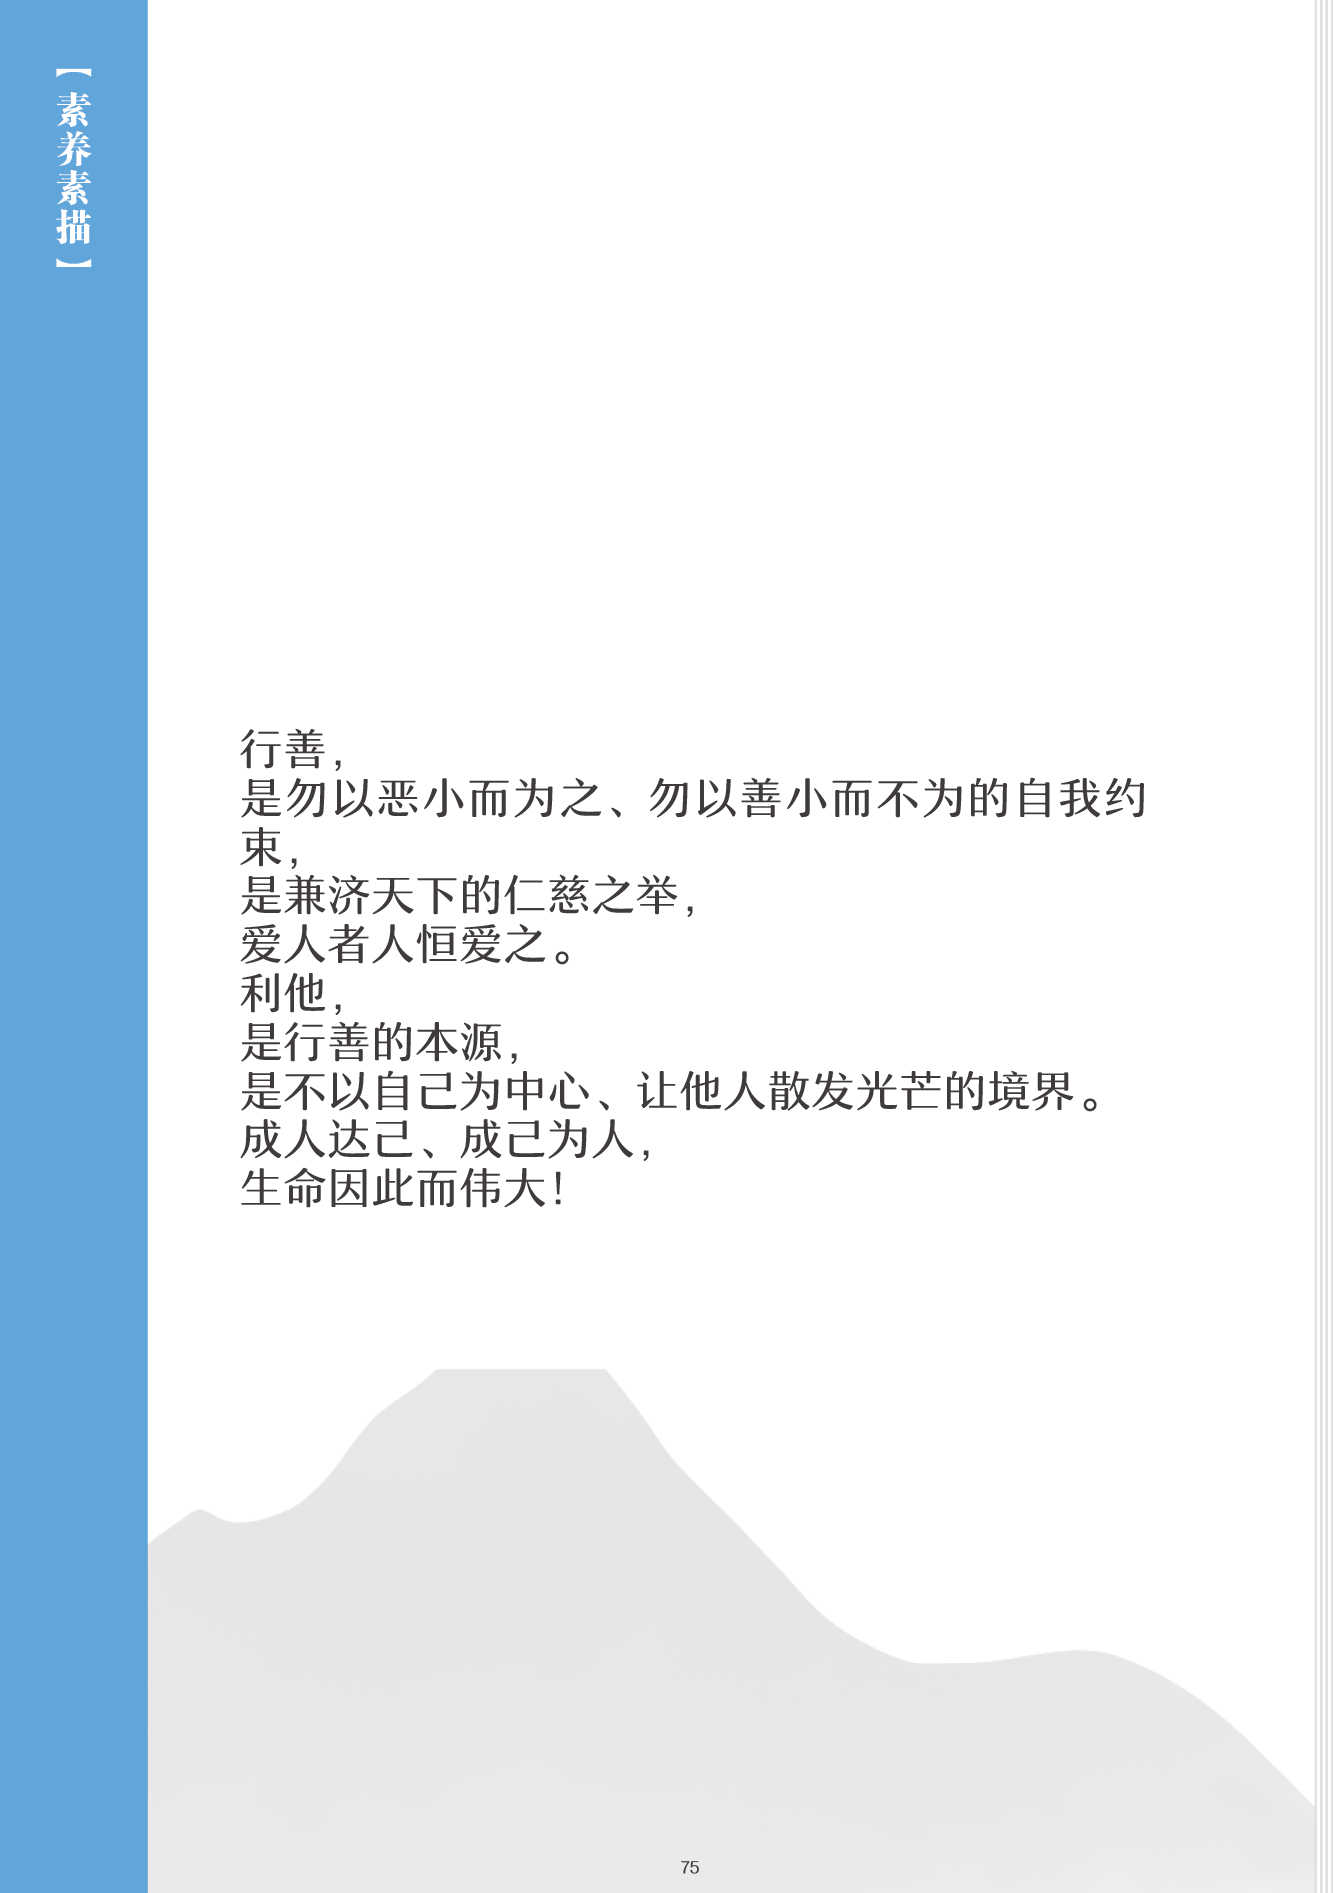 【素养素描】
行善，
是勿以恶小而为之、勿以善小而不为的自我约
束，
是兼济天下的仁慈之举，
爱人者人恒爱之。
利他，
是行善的本源，
是不以自己为中心、让他人散发光芒的境界。
成人达己、成己为人，
生命因此而伟大！
75